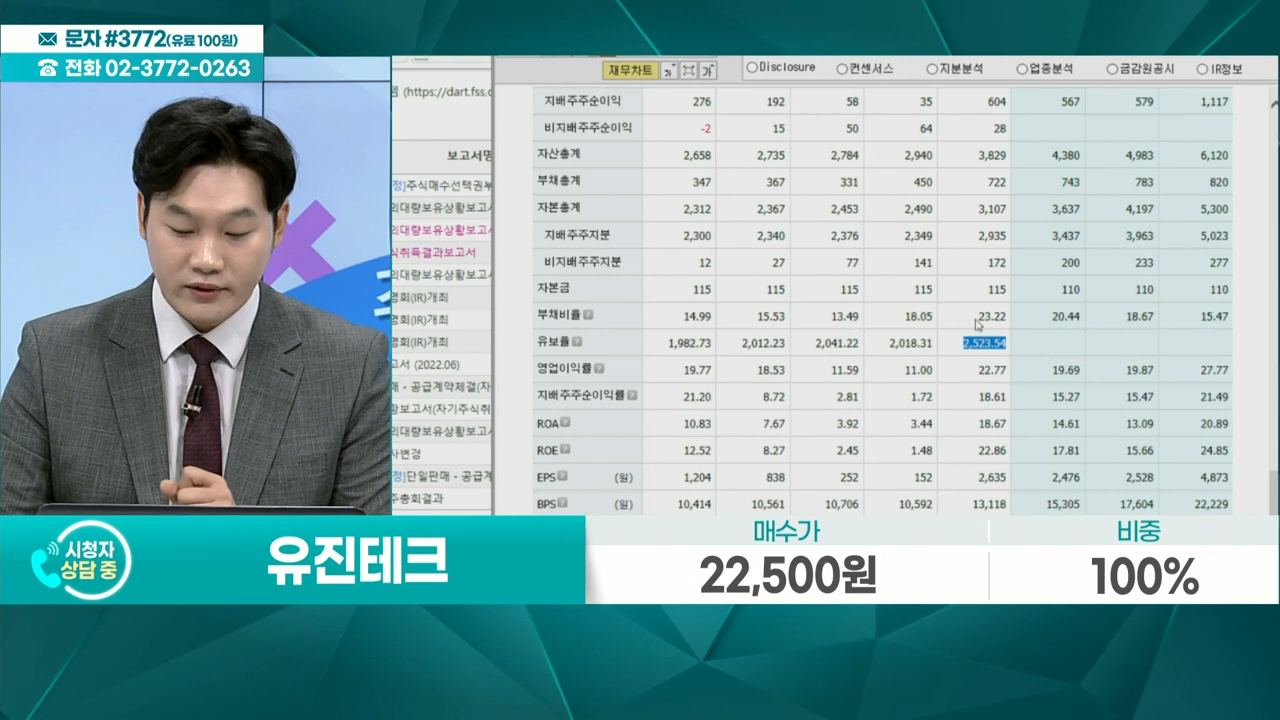 문자 #3772(유료 100원)
전화 02-3772-0263
(https://dart.fss.c
보고서명
정]주식매수선택권부
의대량보유상황보고서
의대량보유상황보고서
식취득결과보고서
의대량보유상황보고서
명회(IR)개최
명회(IR)개최
명회(IR)개최
고서 (2022.06)
매・공급계약체결(자
황보고서(자기주식취
의대량보유상황보고서
사변경
정]단일판매・공급계
주총회결과
재무차트 가 가 Disclosure 컨센서스 지분분석 업종분석 금감원공시 IR정보
지배주주순이익 276 192 58 35 604 567 579 1,117
비지배주주순이익 -2 15 50 64 28
자산총계 2,658 2,735 2,784 2,940 3,829 4,380 4,983 6,120
부채총계 347 367 331 450 722 743 783 820
자본총계 2,312 2,367 2,453 2,490 3,107 3,637 4,197 5,300
지배주주지분 2,300 2,340 2,376 2,349 2,935 3,437 3,963 5,023
비지배주주지분 12 27 77 141 172 200 233 277
자본금 115 115 115 115 115 110 110 110
부채비율 14.99 15.53 13.49 18.05 23.22 20.44 18.67 15.47
유보율 1,982.73 2,012.23 2,041.22 2,018.31 2,523.54
영업이익률 19.77 18.53 11.59 11.00 22.77 19.69 19.87 27.77
지배주주순이익률 21.20 8.72 2.81 1.72 18.61 15.27 15.47 21.49
ROA 10.83 7.67 3.92 3.44 18.67 14.61 13.09 20.89
ROE 12.52 8.27 2.45 1.48 22.86 17.81 15.66 24.85
EPS (원) 1,204 838 252 152 2,635 2,476 2,528 4,873
BPS (원) 10,414 10,561 10,706 10,592 13,118 15,305 17,604 22,229
시청자
상담 중
유진테크
매수가 비중
22,500원 100%